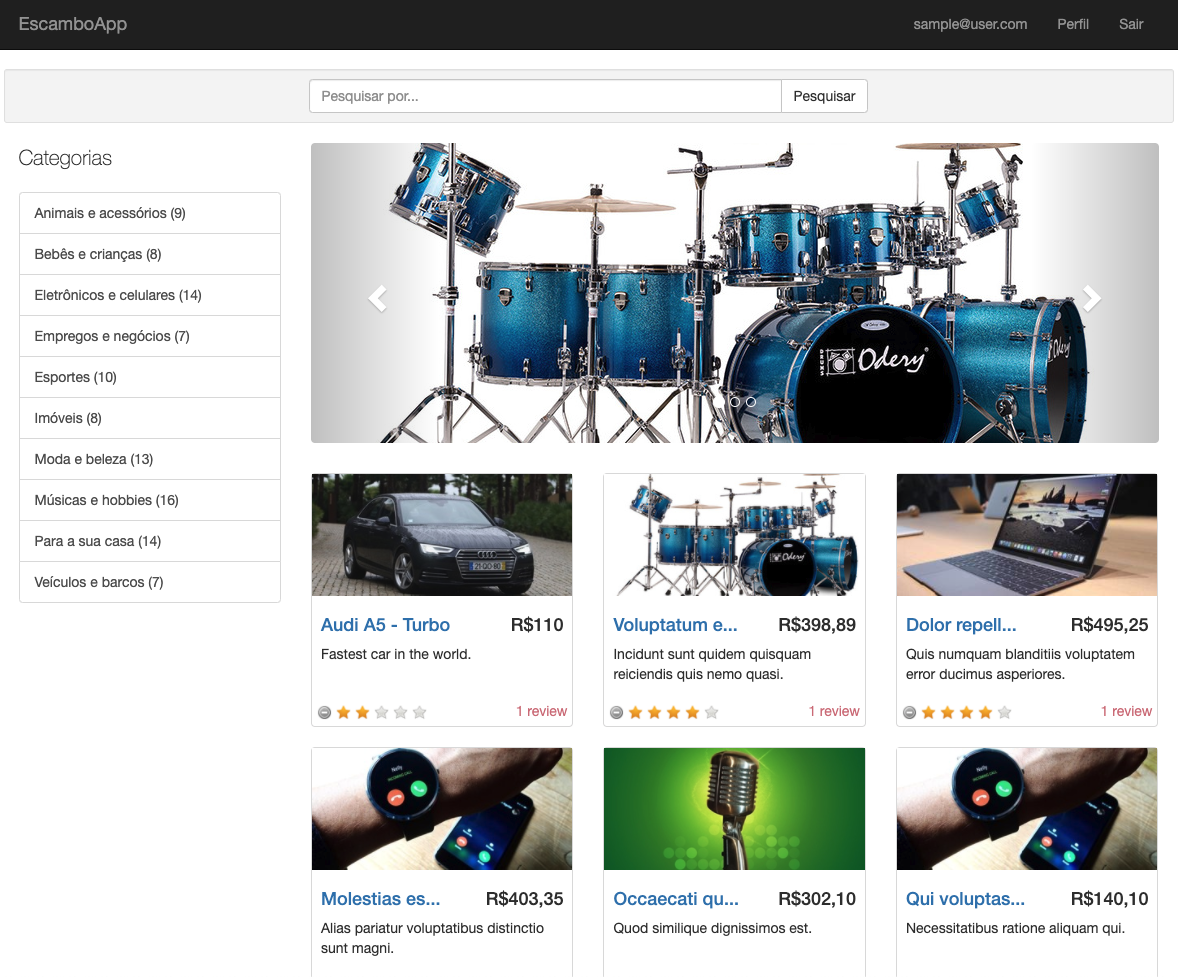 EscamboApp
sample@user.com Perfil Sair
Pesquisar por... Pesquisar
Categorias
Animais e acessórios (9)
Bebês e crianças (8)
Eletrônicos e celulares (14)
Empregos e negócios (7)
Esportes (10)
Imóveis (8)
Moda e beleza (13)
Músicas e hobbies (16)
Para a sua casa (14)
Veículos e barcos (7)
DRUMS Odery
Odery
Odery
Audi A5 - Turbo R$110
Fastest car in the world.
1 review
Voluptatum e... R$398,89
Incidunt sunt quidem quisquam
reiciendis quis nemo quasi.
1 review
Dolor repell... R$495,25
Quis numquam blanditiis voluptatem
error ducimus asperiores.
1 review
Molestias es... R$403,35
Alias pariatur voluptatibus distinctio
sunt magni.
Occaecati qu... R$302,10
Quod similique dignissimos est.
Qui voluptas... R$140,10
Necessitatibus ratione aliquam qui.